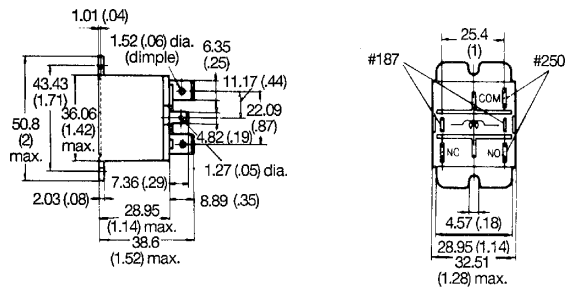 1.01 (.04)
1.52 (.06) dia.
(dimple)
6.35
(.25)
43.43
(1.71)
11.17 (.44)
36.06
(1.42)
max.
22.09
(.87)
50.8
(2)
max.
4.82 (.19)
1.27 (.05) dia.
7.36 (.29)
2.03 (.08)
8.89 (.35)
28.95
(1.14) max.
38.6
(1.52) max.
25.4
(1)
#187
#250
COM
NC
NO
4.57 (.18)
28.95 (1.14)
32.51
(1.28) max.